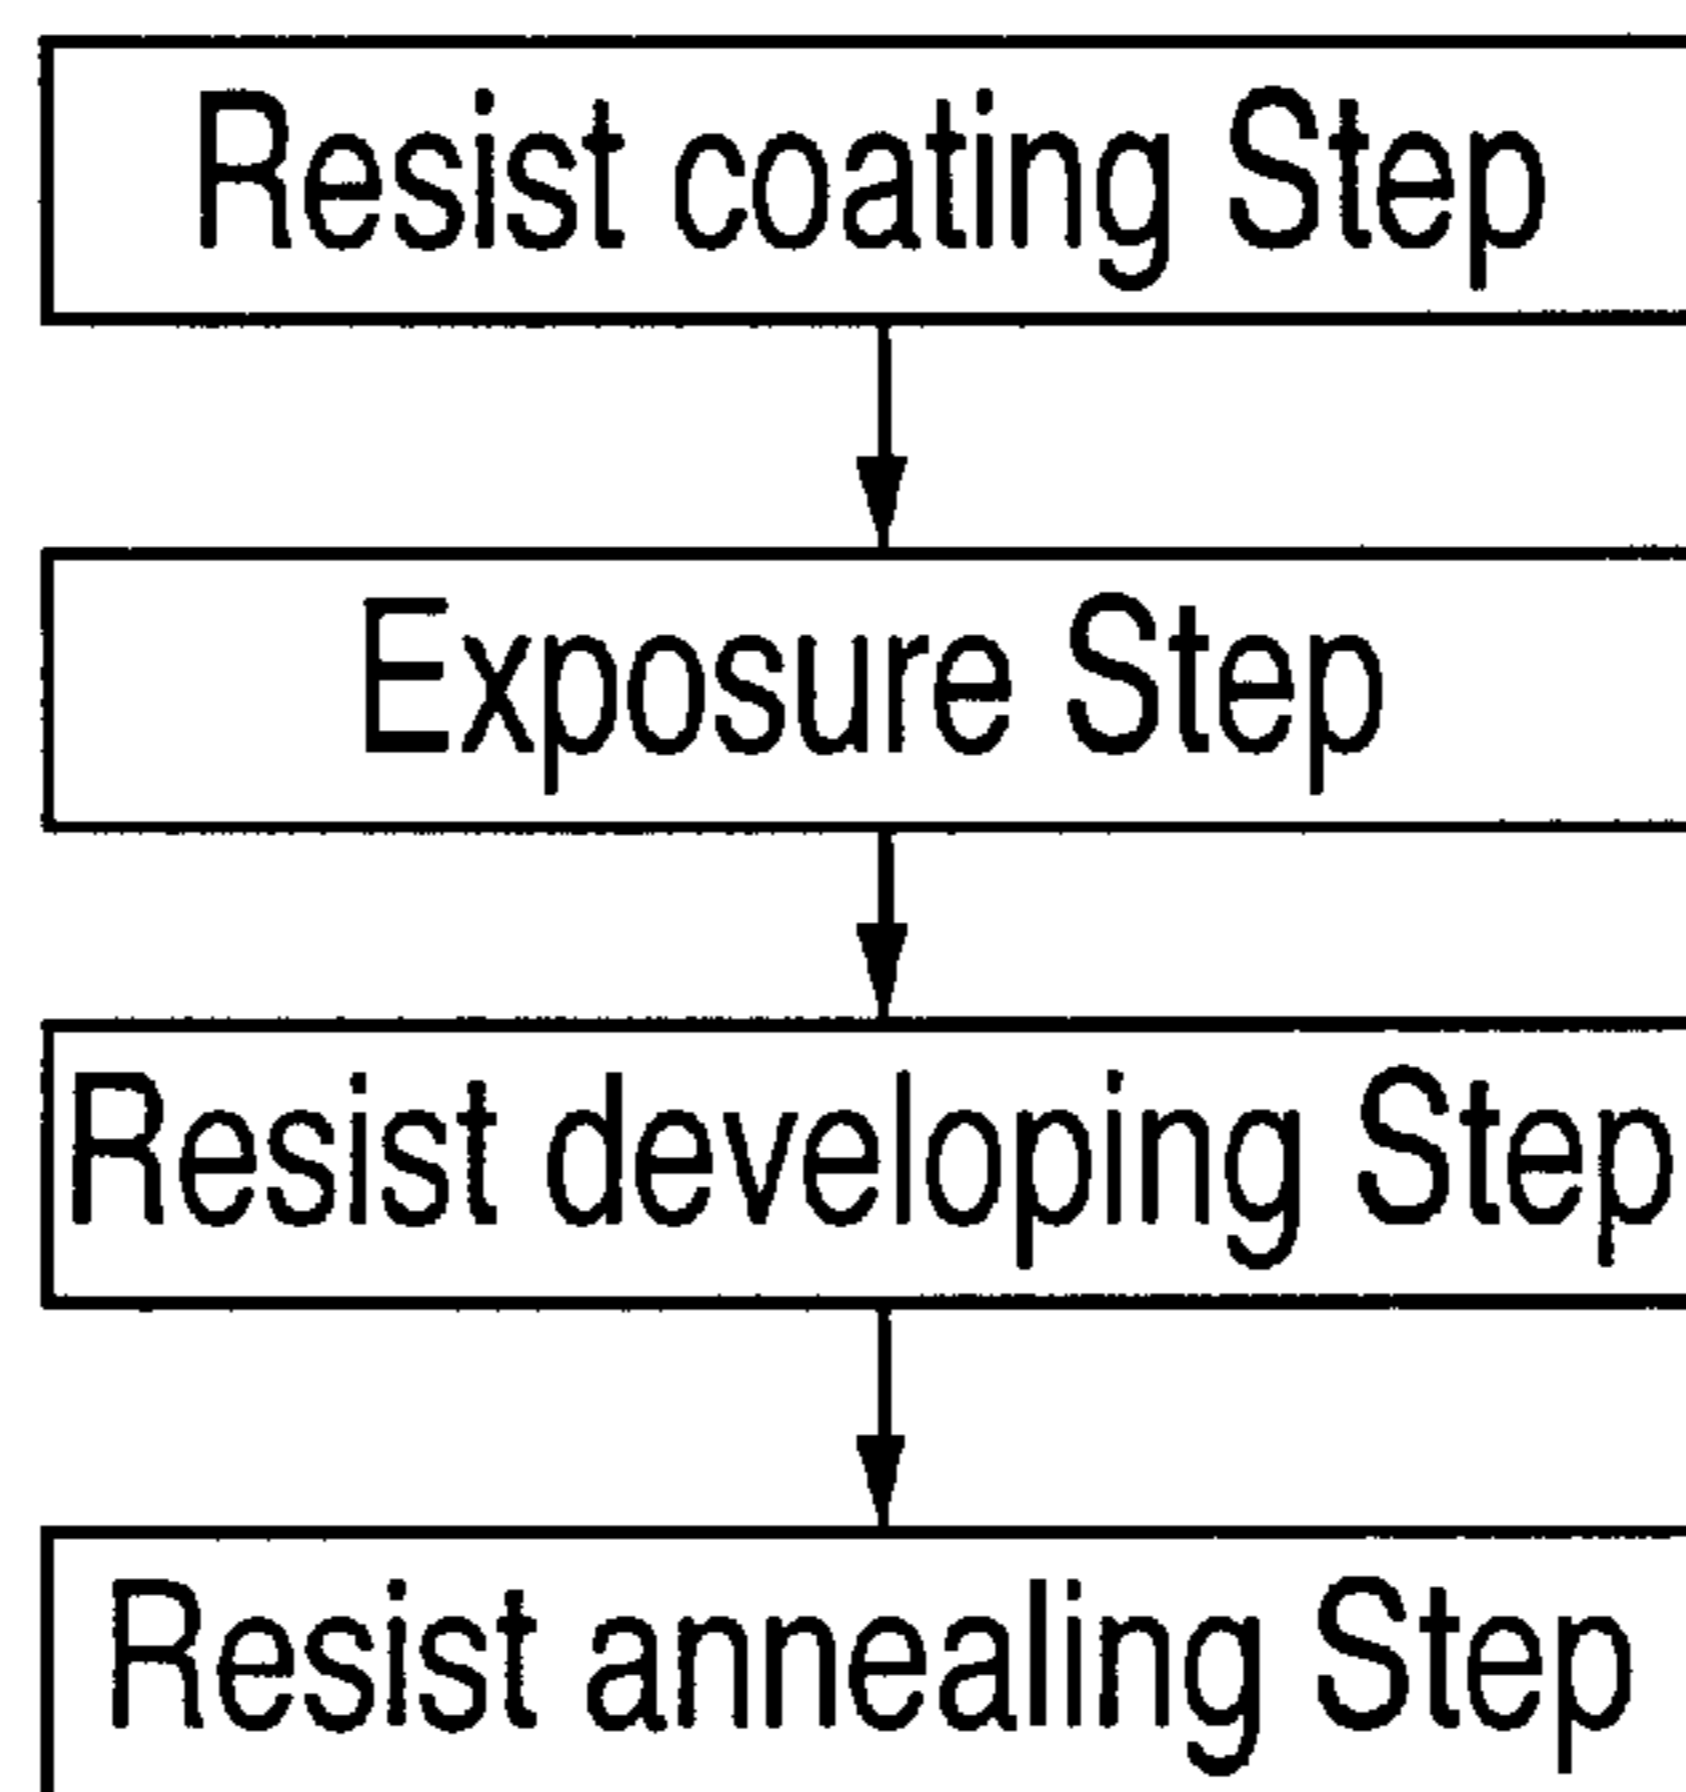 Resist coating Step
Exposure Step
Resist developing Step
Resist annealing Step